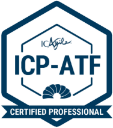 ICAgile
ICP-ATF
CERTIFIED PROFESSIONAL